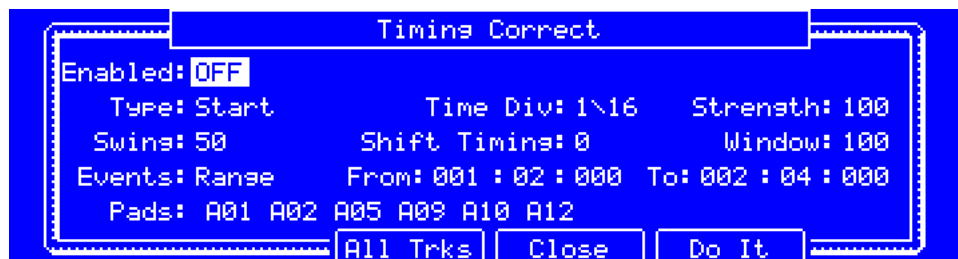 Timing Correct
Enabled: OFF
Type: Start Time Div: 1\16 Strength: 100
Swing: 50 Shift Timing: 0 Window: 100
Events: Range From: 001 : 02 : 000 To: 002 : 04 : 000
Pads: A01 A02 A05 A09 A10 A12
All Trks Close Do It